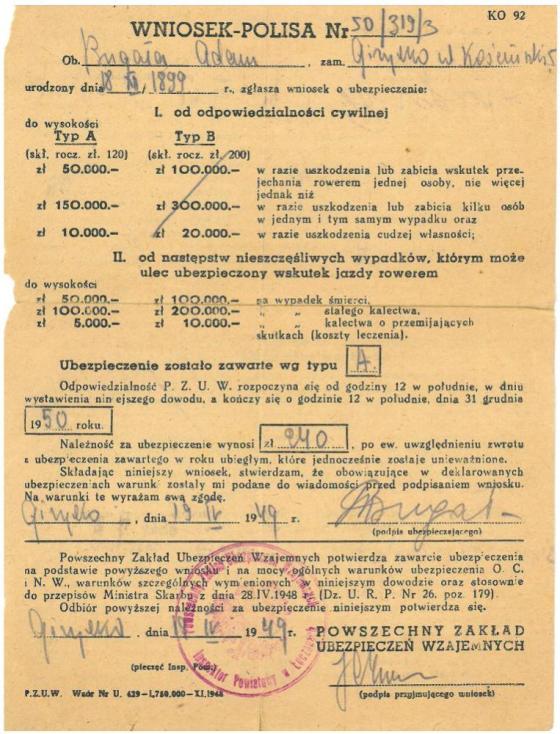 KO 92
WNIOSEK-POLISA Nr 50/319/3
Ob. Bugała Adam, zam. Giżycko ul
urodzony dnia 18 XII, 1899 r., zgłasza wniosek o ubezpieczenie:
I. od odpowiedzialności cywilnej
do wysokości
Typ A Typ B
(skł. rocz. zł. 120) (skł. rocz. zł. 200)
zł 50.000.— zł 100.000.— w razie uszkodzenia lub zabicia wskutek prze-
jechania rowerem jednej osoby, nie więcej
jednak niż
zł 150.000.— zł 300.000.— w razie uszkodzenia lub zabicia kilku osób
w jednym i tym samym wypadku oraz
zł 10.000.— zł 20.000.— w razie uszkodzenia cudzej własności;
II. od następstw nieszczęśliwych wypadków, którym może
ulec ubezpieczony wskutek jazdy rowerem
do wysokości
zł 50.000.— zł 100.000.— na wypadek śmierci,
zł 100.000.— zł 200.000.— „ „ stałego kalectwa,
zł 5.000.— zł 10.000.— „ „ kalectwa o przemijających
skutkach (koszty leczenia).
Ubezpieczenie zostało zawarte wg typu A.
Odpowiedzialność P. Z. U. W. rozpoczyna się od godziny 12 w południe, w dniu
wystawienia niniejszego dowodu, a kończy się o godzinie 12 w południe, dnia 31 grudnia
1950 roku.
Należność za ubezpieczenie wynosi zł 240, po ew. uwzględnieniu zwrotu
z ubezpieczenia zawartego w roku ubiegłym, które jednocześnie zostaje unieważnione.
Składając niniejszy wniosek, stwierdzam, że obowiązujące w deklarowanych
ubezpieczeniach warunki zostały mi podane do wiadomości przed podpisaniem wniosku.
Na warunki te wyrażam swą zgodę.
Giżycko, dnia 19 IV 1949 r.
(podpis ubezpieczającego)
Powszechny Zakład Ubezpieczeń Wzajemnych potwierdza zawarcie ubezpieczenia
na podstawie powyższego wniosku i na mocy ogólnych warunków ubezpieczenia O. C.
i N. W., warunków szczególnych wymienionych w niniejszym dowodzie oraz stosownie
do przepisów Ministra Skarbu z dnia 28.IV.1948 r. (Dz. U. R. P. Nr 26, poz. 179).
Odbiór powyższej należności za ubezpieczenie niniejszym potwierdza się.
Giżycko, dnia 19 IV 1949 r.
POWSZECHNY ZAKŁAD
UBEZPIECZEŃ WZAJEMNYCH
(pieczęć Insp. Pow.)
Inspektor Powiatowy w
(podpis przyjmującego wniosek)
P.Z.U.W. Wzór Nr U. 429—1,750.000—XI.1948